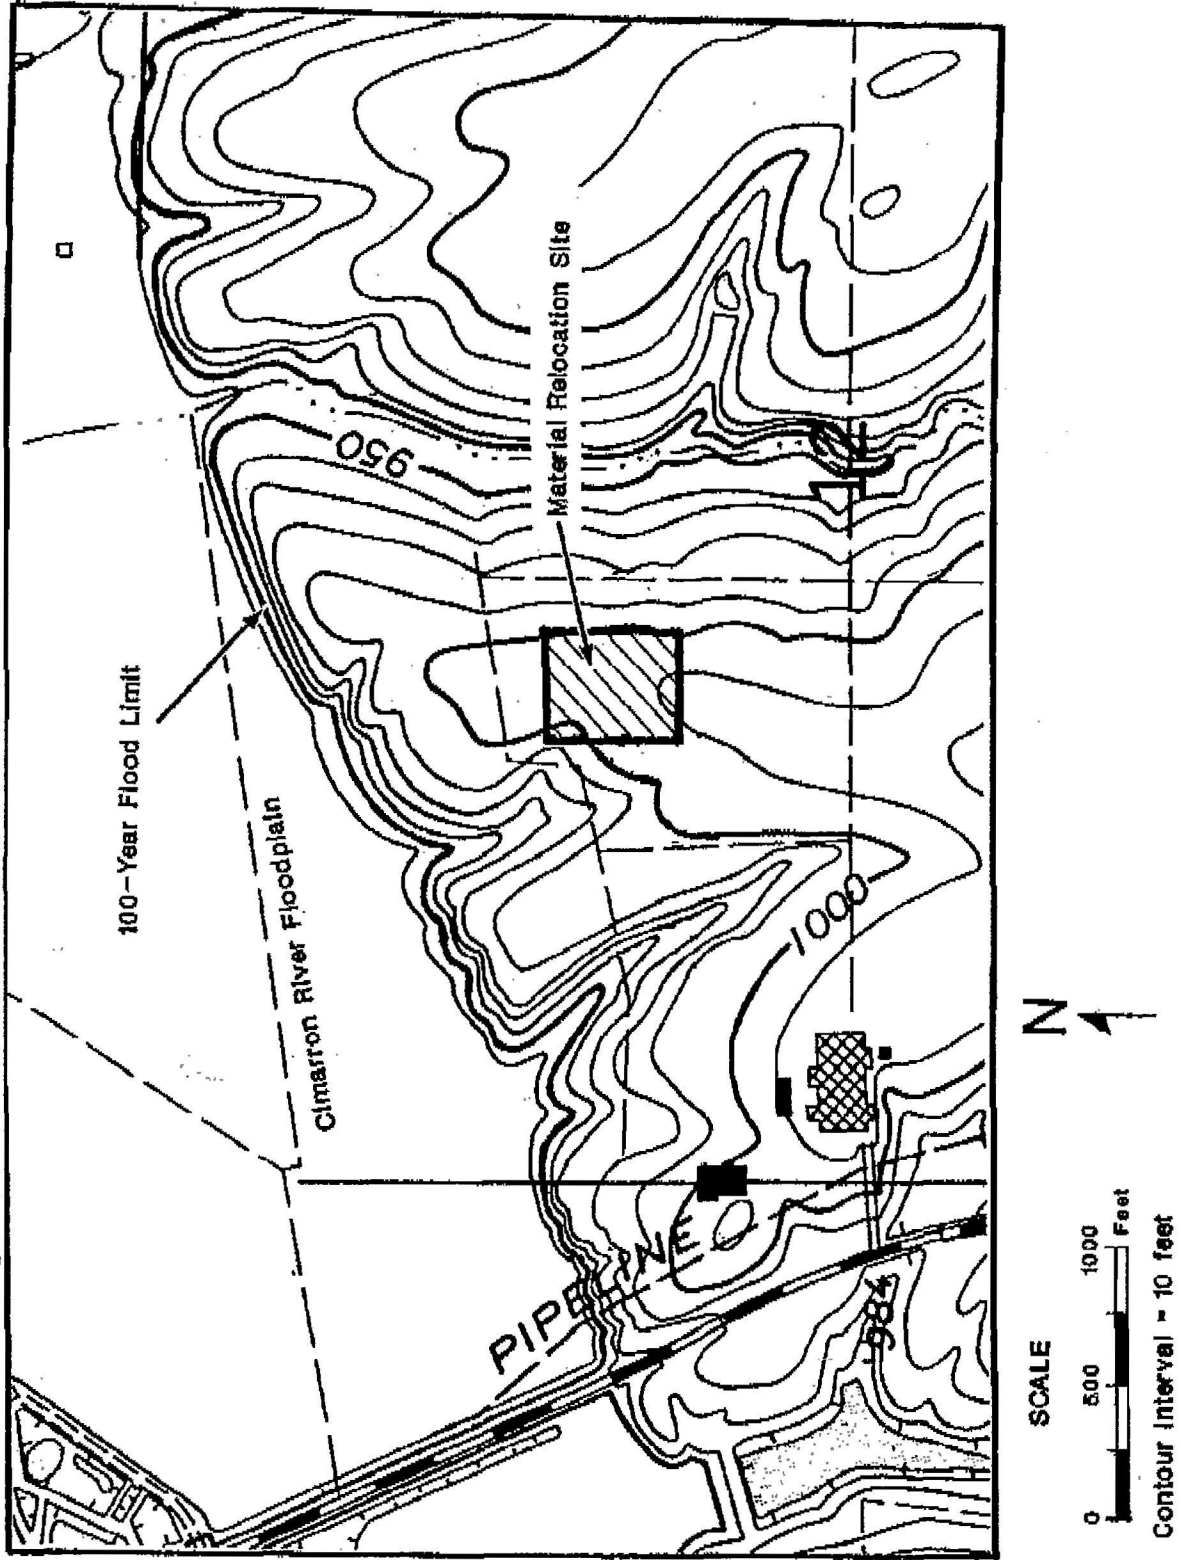 100-Year Flood Limit
Cimarron River Floodplain
950
Material Relocation Site
PIPELINE
1000
984
N
SCALE
0 500 1000
Feet
Contour Interval = 10 feet